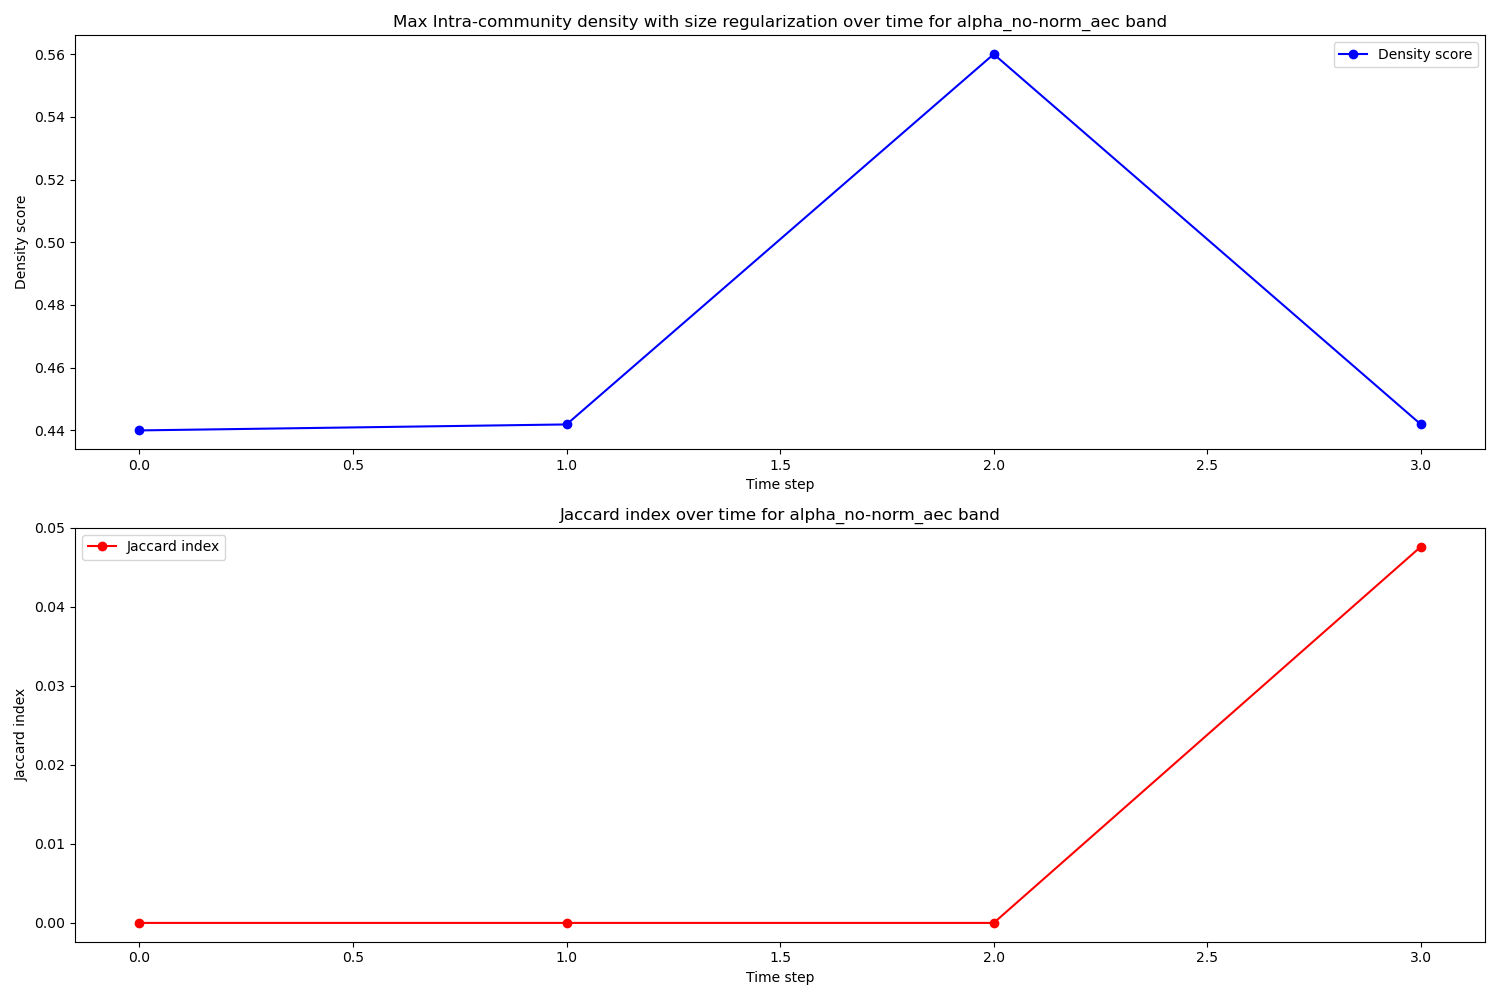 Max Intra-community density with size regularization over time for alpha_no-norm_aec band
Density score
0.56
0.54
0.52
0.50
0.48
0.46
0.44
Density score
0.0 0.5 1.0 1.5 2.0 2.5 3.0
Time step
Jaccard index over time for alpha_no-norm_aec band
Jaccard index
0.05
0.04
0.03
0.02
0.01
0.00
Jaccard index
0.0 0.5 1.0 1.5 2.0 2.5 3.0
Time step